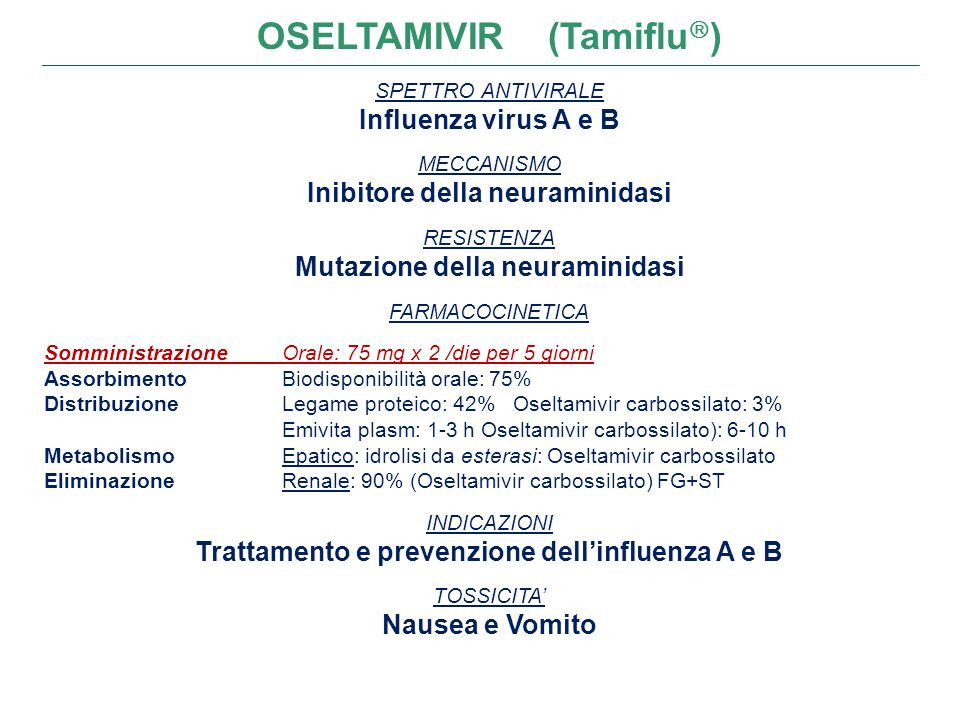 OSELTAMIVIR (Tamiflu®)
SPETTRO ANTIVIRALE
Influenza virus A e B
MECCANISMO
Inibitore della neuraminidasi
RESISTENZA
Mutazione della neuraminidasi
FARMACOCINETICA
Somministrazione Orale: 75 mg x 2 /die per 5 giorni
Assorbimento Biodisponibilità orale: 75%
Distribuzione Legame proteico: 42% Oseltamivir carbossilato: 3%
Emivita plasm: 1-3 h Oseltamivir carbossilato): 6-10 h
Metabolismo Epatico: idrolisi da esterasi: Oseltamivir carbossilato
Eliminazione Renale: 90% (Oseltamivir carbossilato) FG+ST
INDICAZIONI
Trattamento e prevenzione dell’influenza A e B
TOSSICITA’
Nausea e Vomito